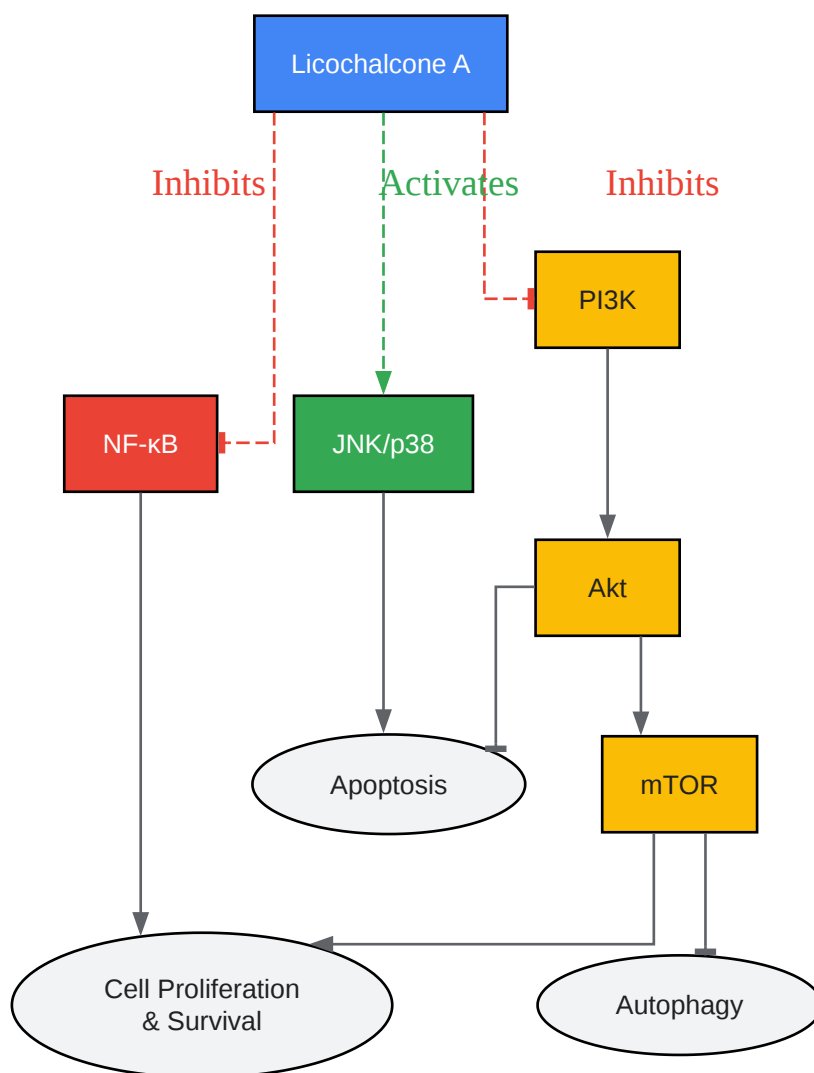 Licochalcone A
Inhibits
Activates
Inhibits
PI3K
NF-κB
JNK/p38
Akt
Apoptosis
mTOR
Cell Proliferation
& Survival
Autophagy